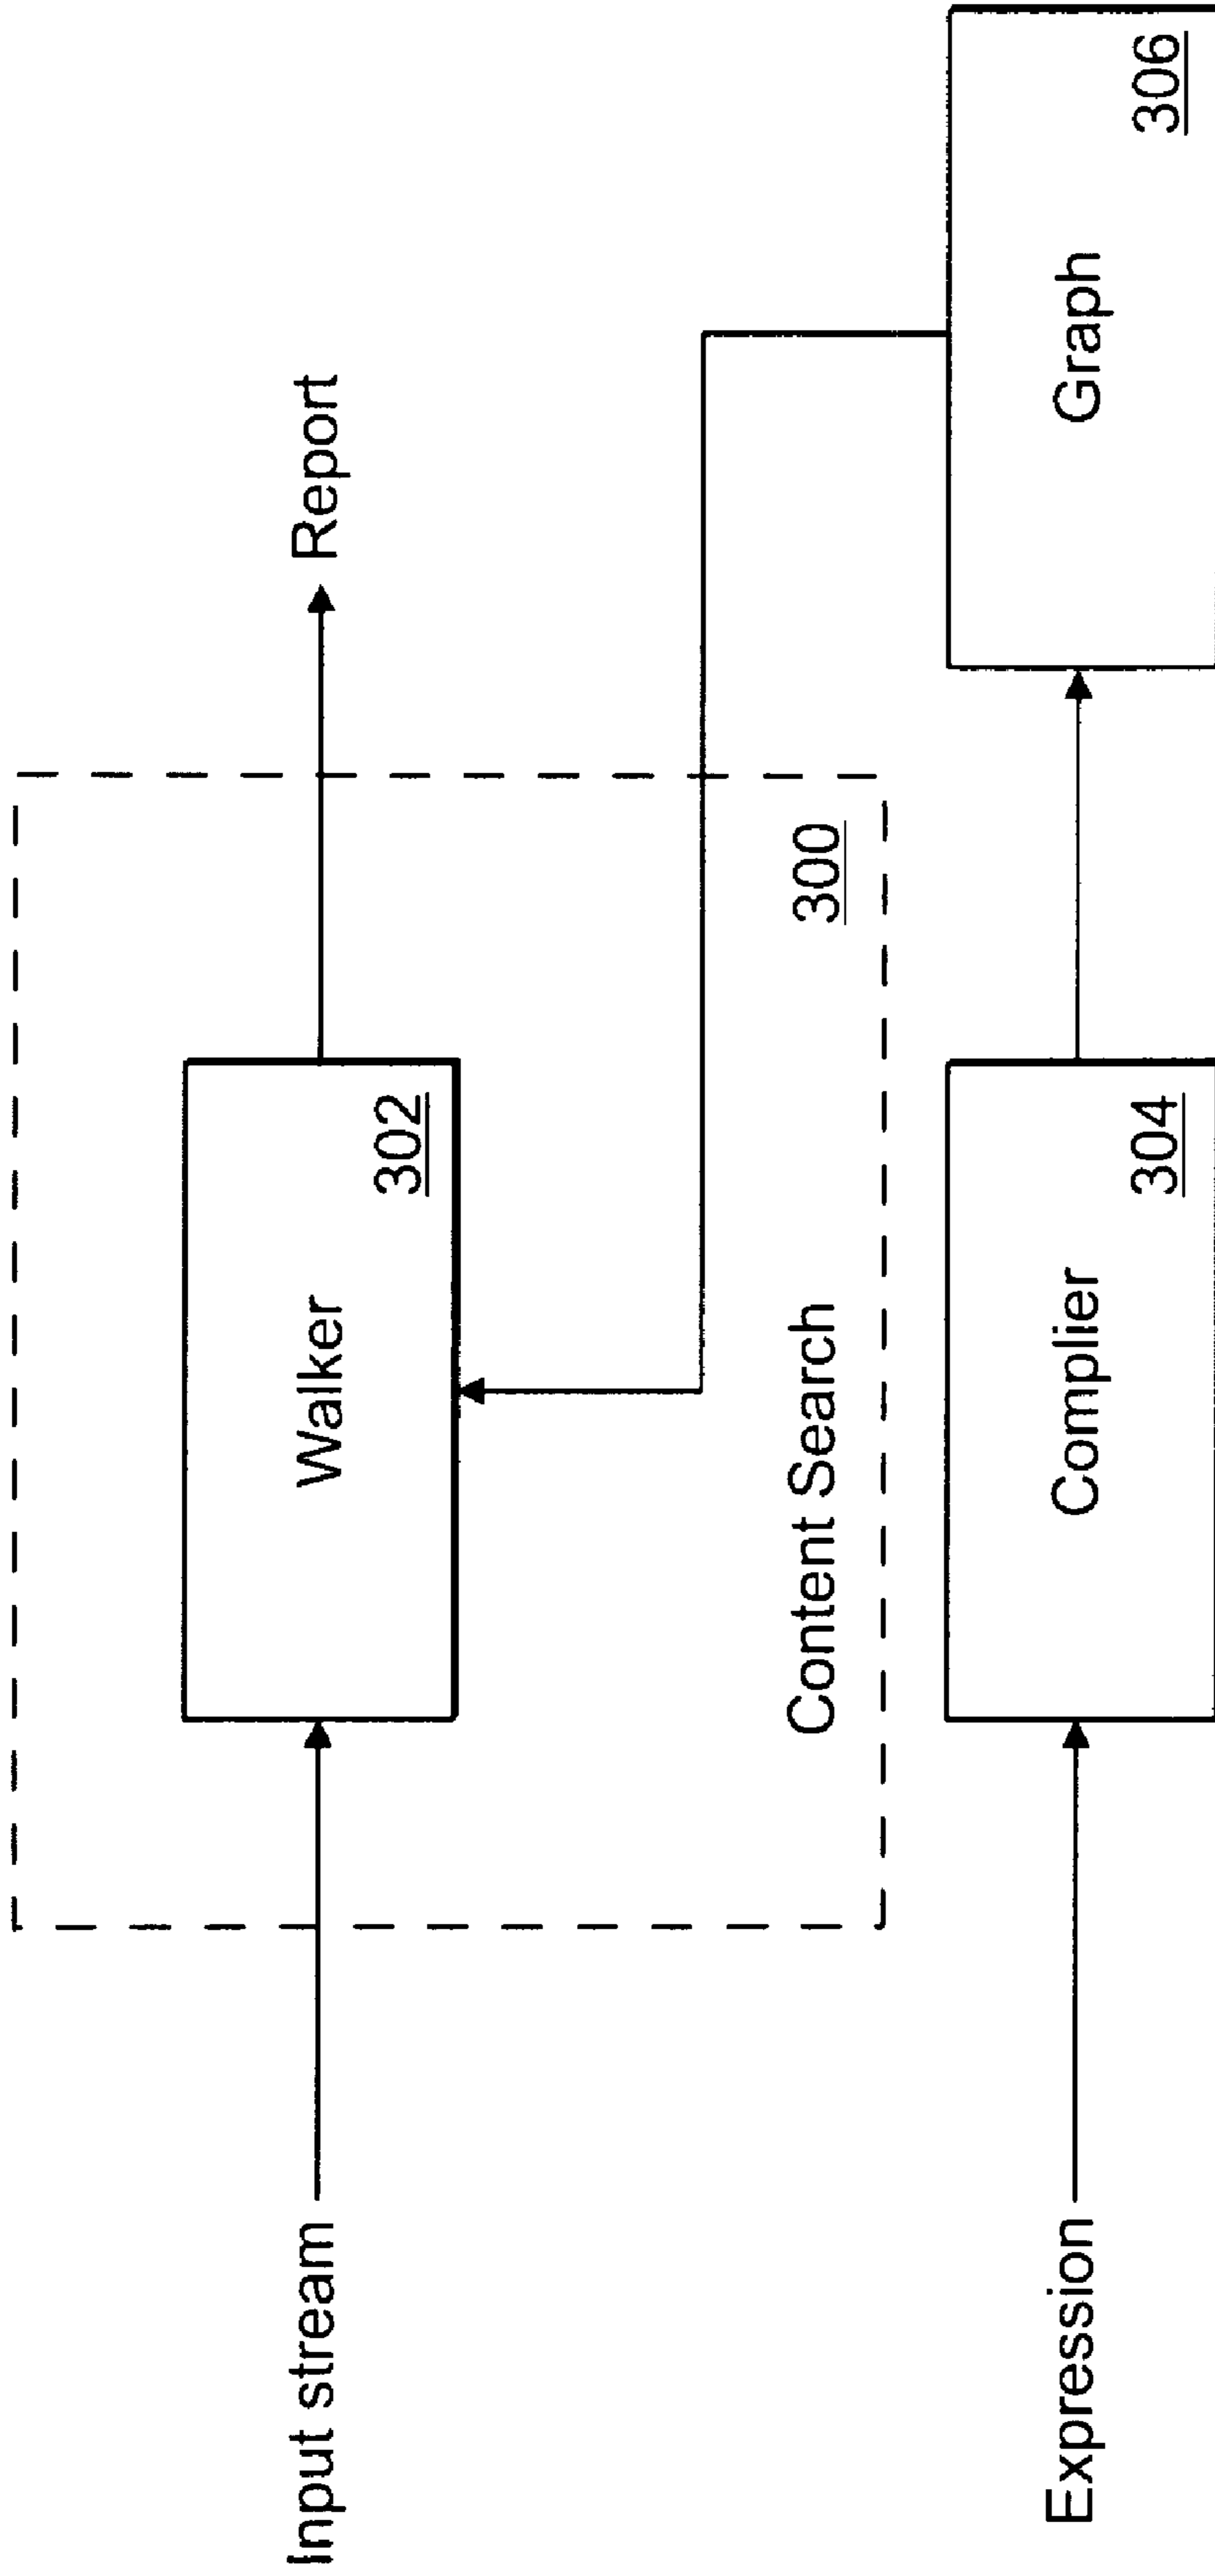 Input stream
Walker
302
Report
Content Search
300
Expression
Complier
304
Graph
306